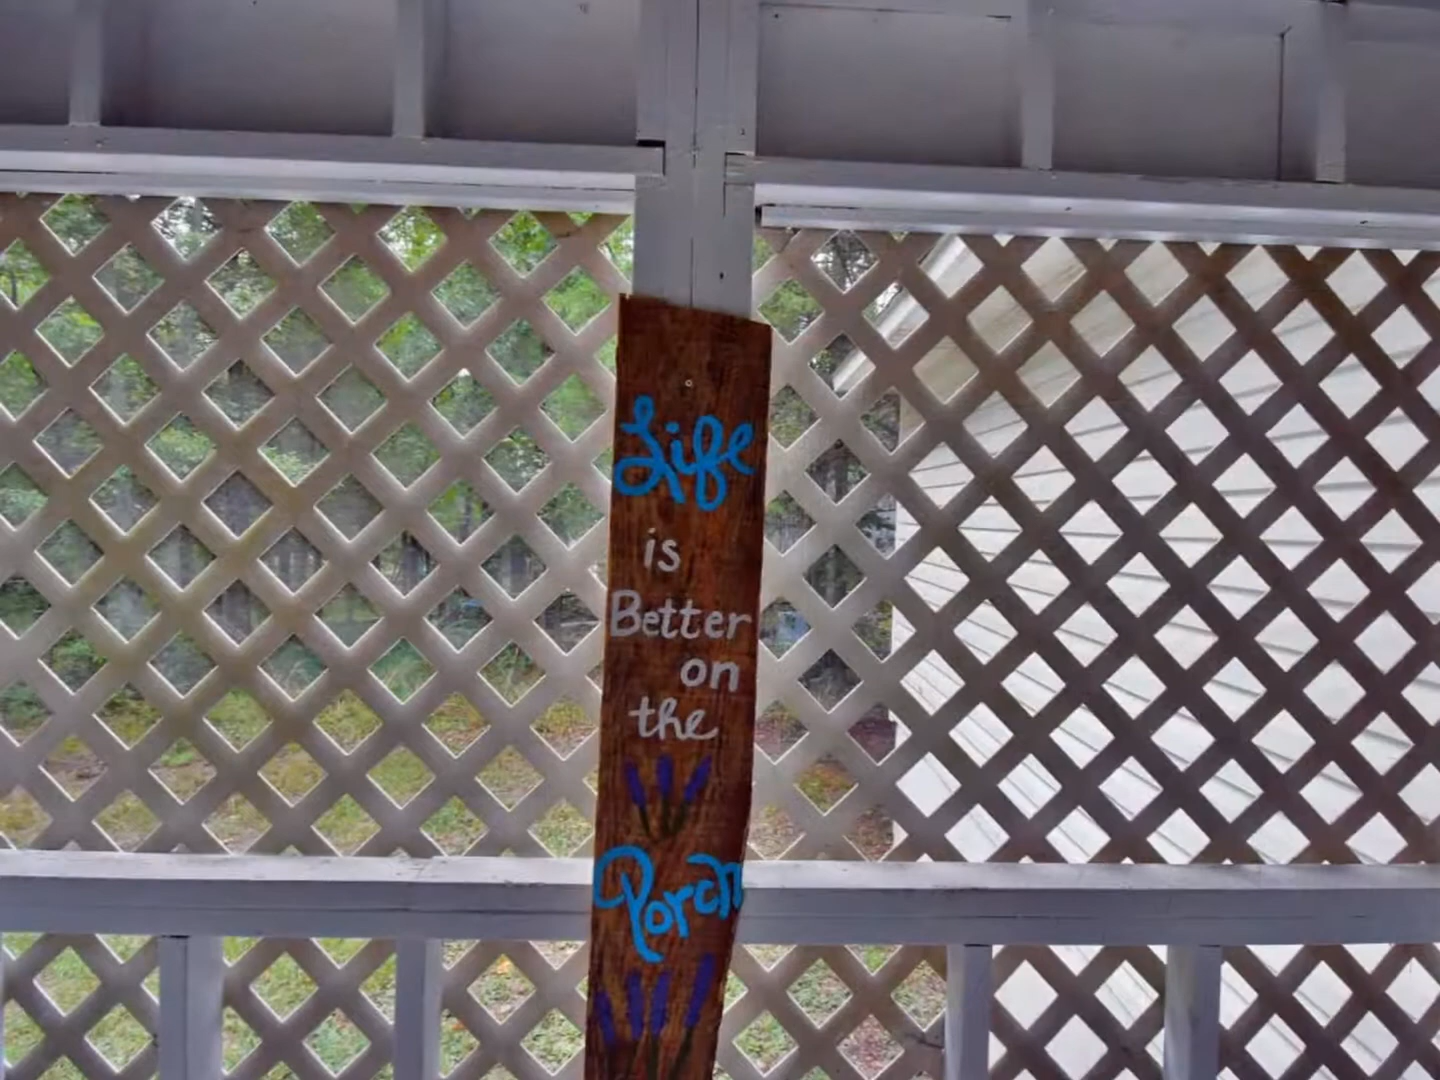 Life
is
Better
on
the
Porch